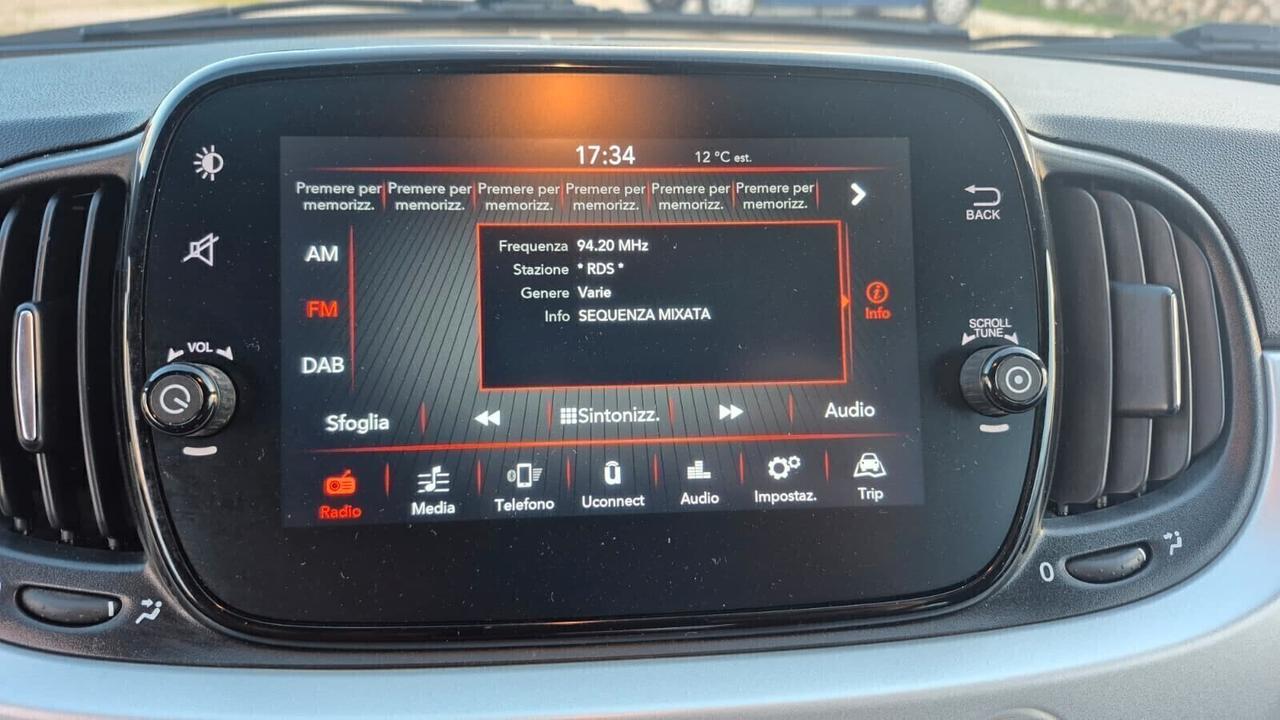 17:34 12 °C est.
Premere per Premere per Premere per Premere per Premere per Premere per
memorizz. memorizz. memorizz. memorizz. memorizz. memorizz.
BACK
AM
Frequenza 94.20 MHz
Stazione * RDS *
Genere Varie
Info SEQUENZA MIXATA
FM
Info
DAB
VOL
SCROLL
TUNE
Sfoglia Sintonizz. Audio
Radio Media Telefono Uconnect Audio Impostaz. Trip
0